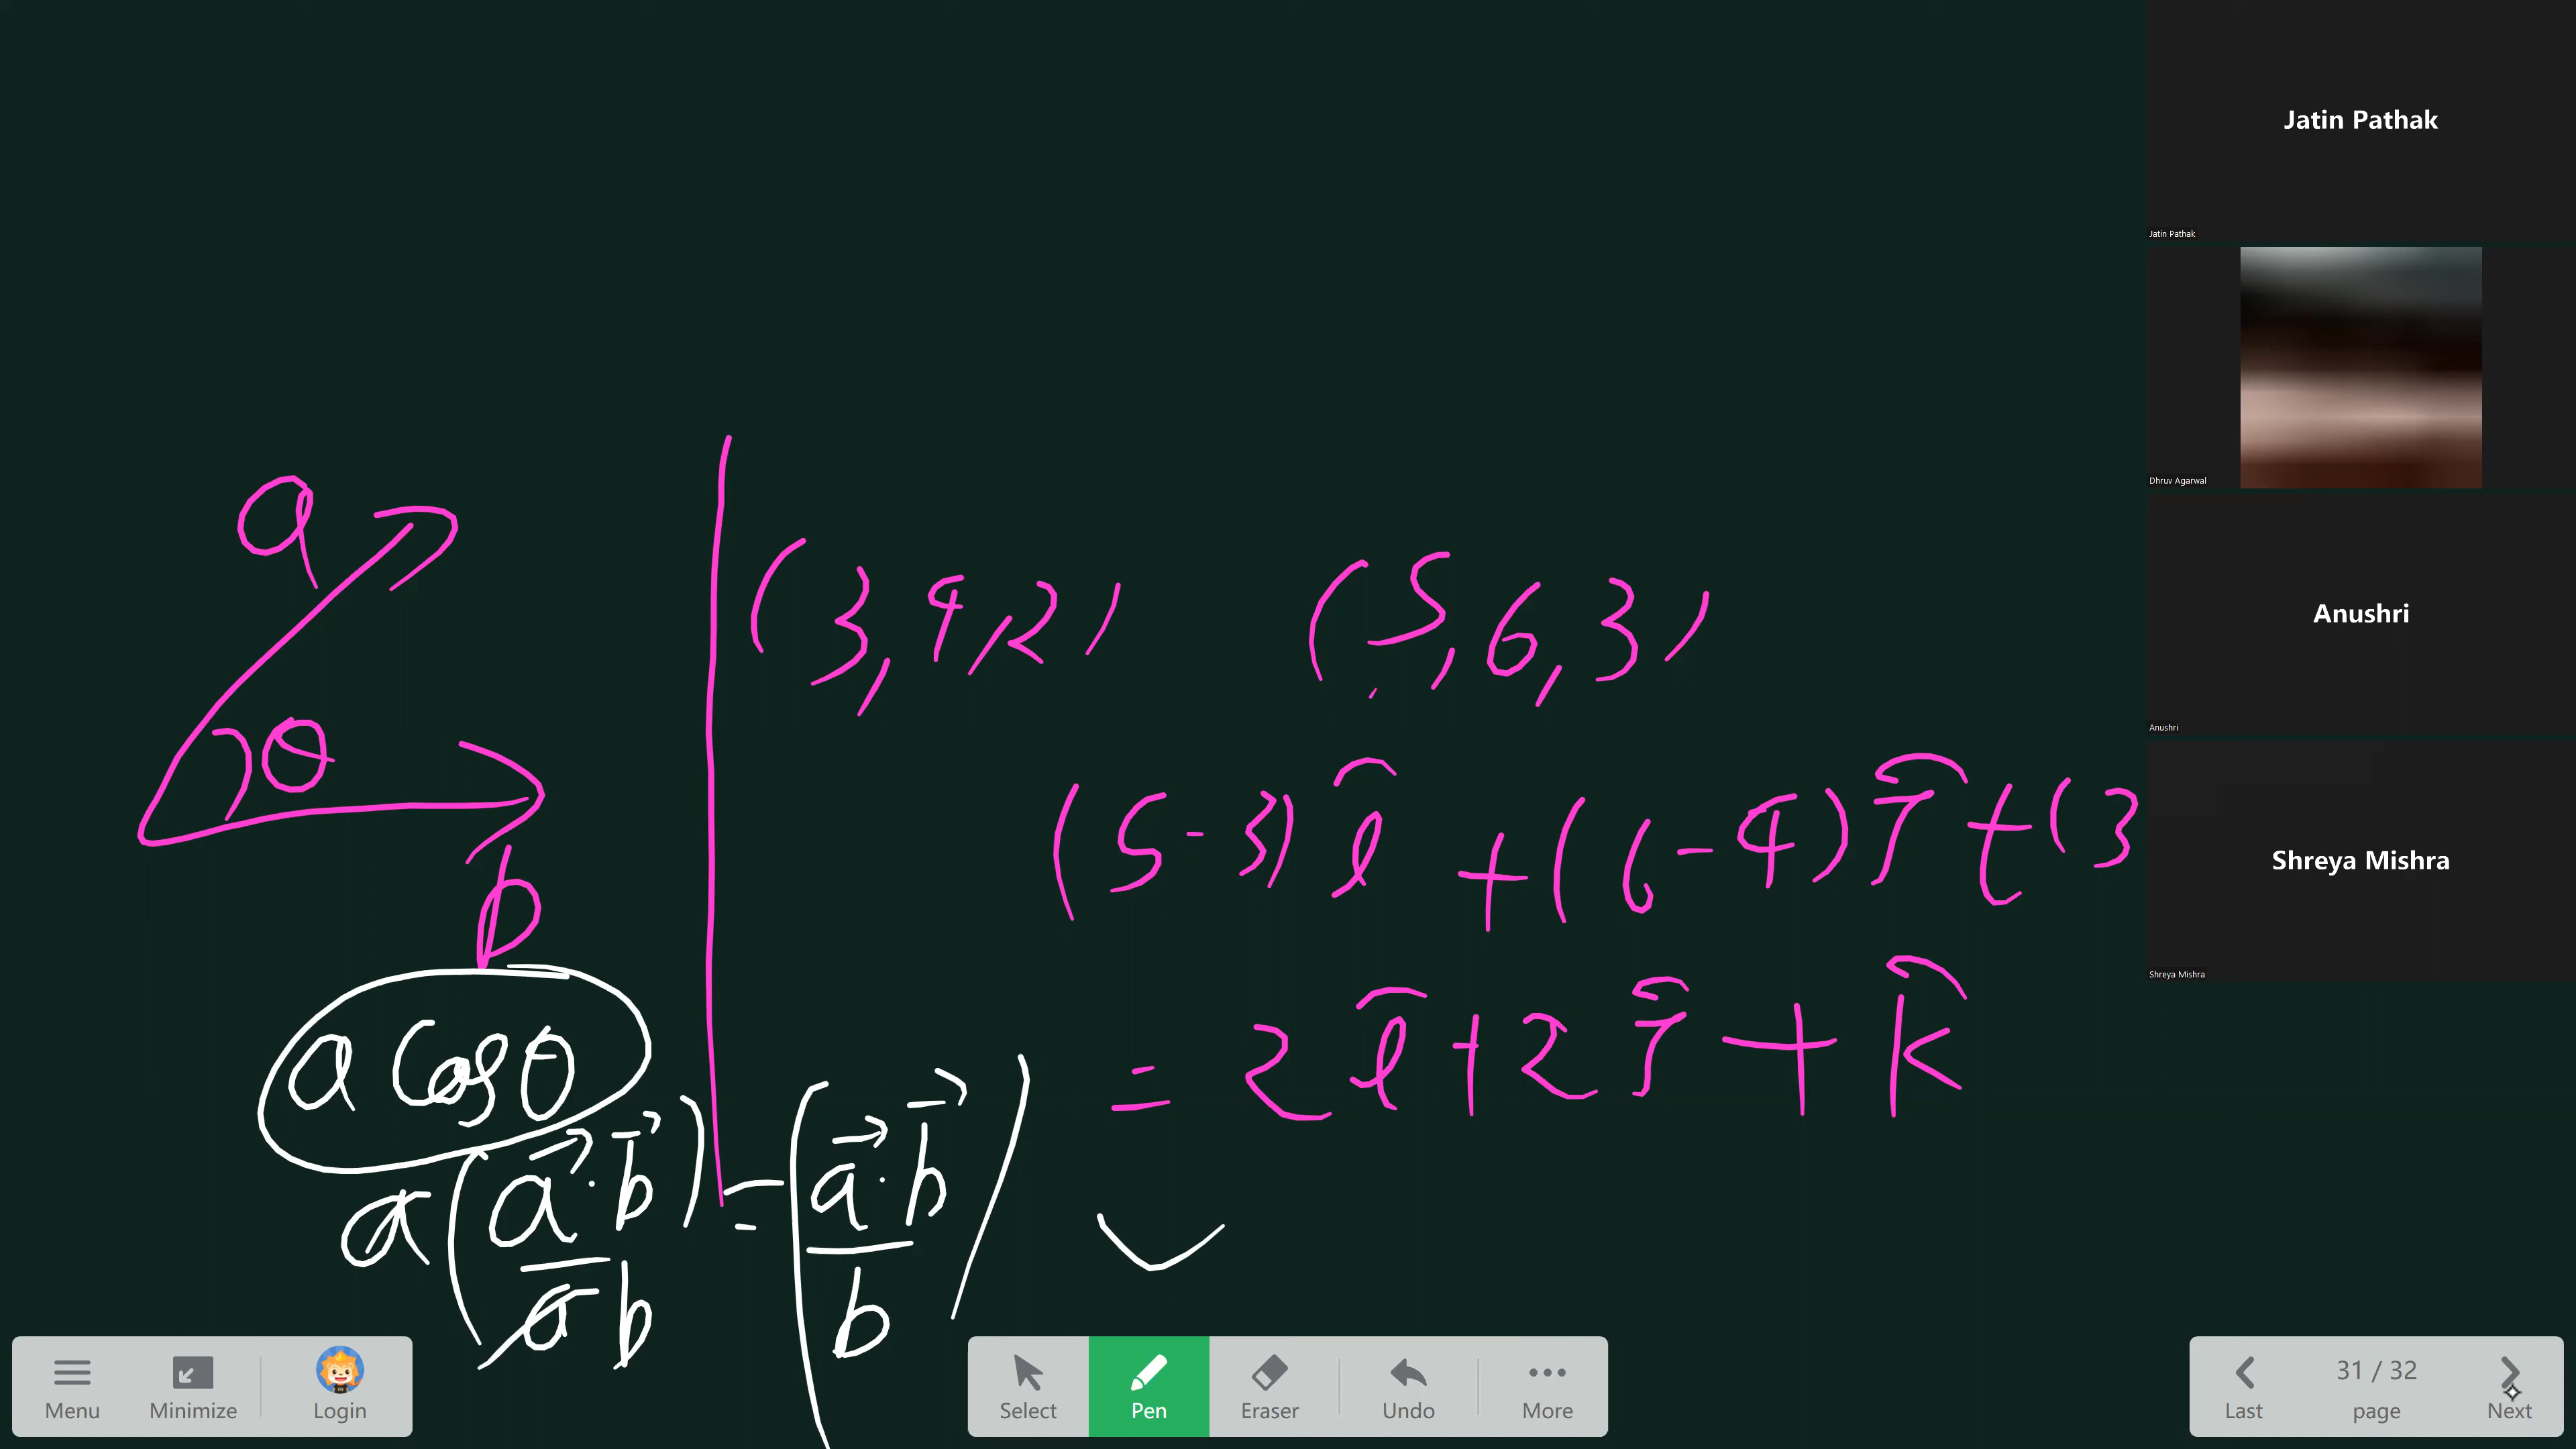 Jatin Pathak
Jatin Pathak
Dhruv Agarwal
Anushri
Anushri
Shreya Mishra
Shreya Mishra
a
θ
b
a cosθ
a(a⃗·b⃗/ab) = (a⃗·b⃗/b)
(3,4,2) (5,6,3)
(5-3)î + (6-4)ĵ + (3
= 2î + 2ĵ + k̂
Menu Minimize Login
Select Pen Eraser Undo More
31 / 32
Last page Next